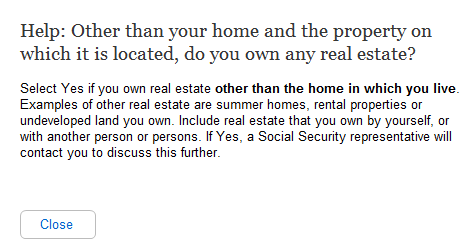 Help: Other than your home and the property on
which it is located, do you own any real estate?
Select Yes if you own real estate other than the home in which you live.
Examples of other real estate are summer homes, rental properties or
undeveloped land you own. Include real estate that you own by yourself, or
with another person or persons. If Yes, a Social Security representative will
contact you to discuss this further.
Close